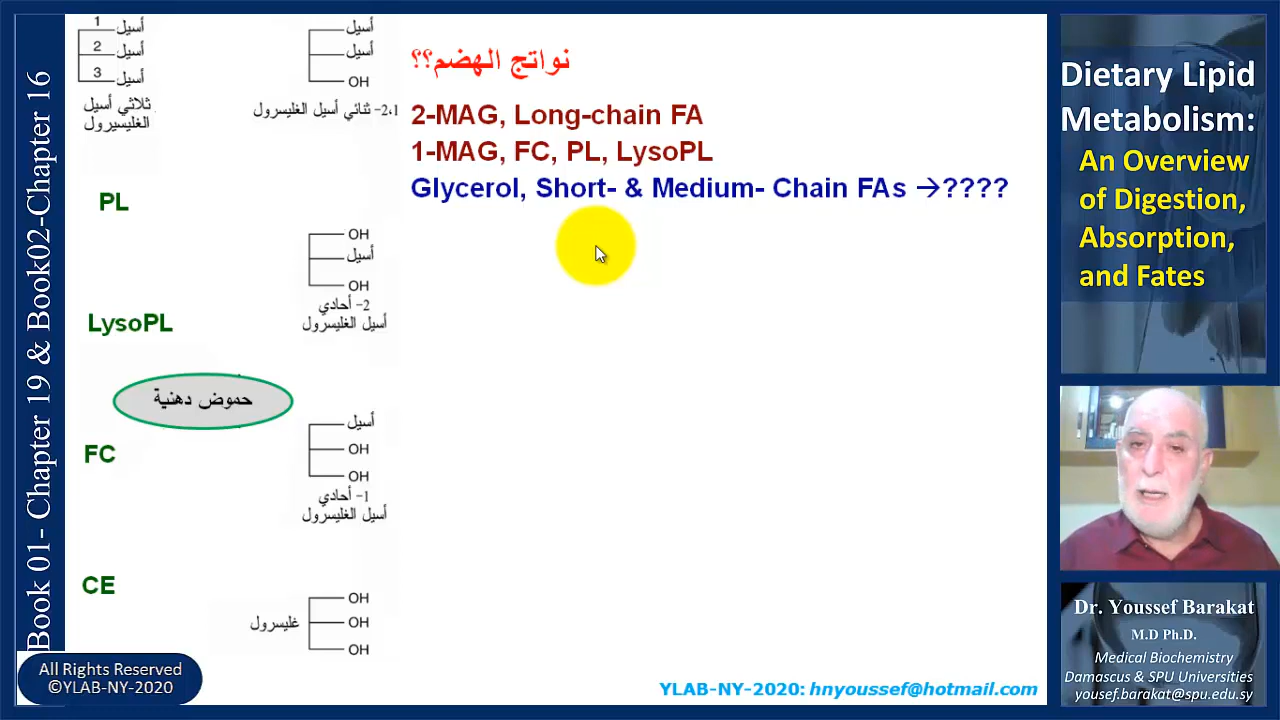 Book 01- Chapter 19 & Book02-Chapter 16
1 أسيل
2 أسيل
3 أسيل
ثلاثي أسيل
الغليسيرول
أسيل
أسيل
OH
2،1- ثنائي أسيل الغليسرول
PL
OH
أسيل
OH
2- أحادي
أسيل الغليسرول
LysoPL
حموض دهنية
أسيل
OH
OH
1- أحادي
أسيل الغليسرول
FC
CE
OH
غليسرول OH
OH
نواتج الهضم؟؟
2-MAG, Long-chain FA
1-MAG, FC, PL, LysoPL
Glycerol, Short- & Medium- Chain FAs →????
Dietary Lipid
Metabolism:
An Overview
of Digestion,
Absorption,
and Fates
Dr. Youssef Barakat
M.D Ph.D.
Medical Biochemistry
Damascus & SPU Universities
yousef.barakat@spu.edu.sy
All Rights Reserved
©YLAB-NY-2020
YLAB-NY-2020: hnyoussef@hotmail.com